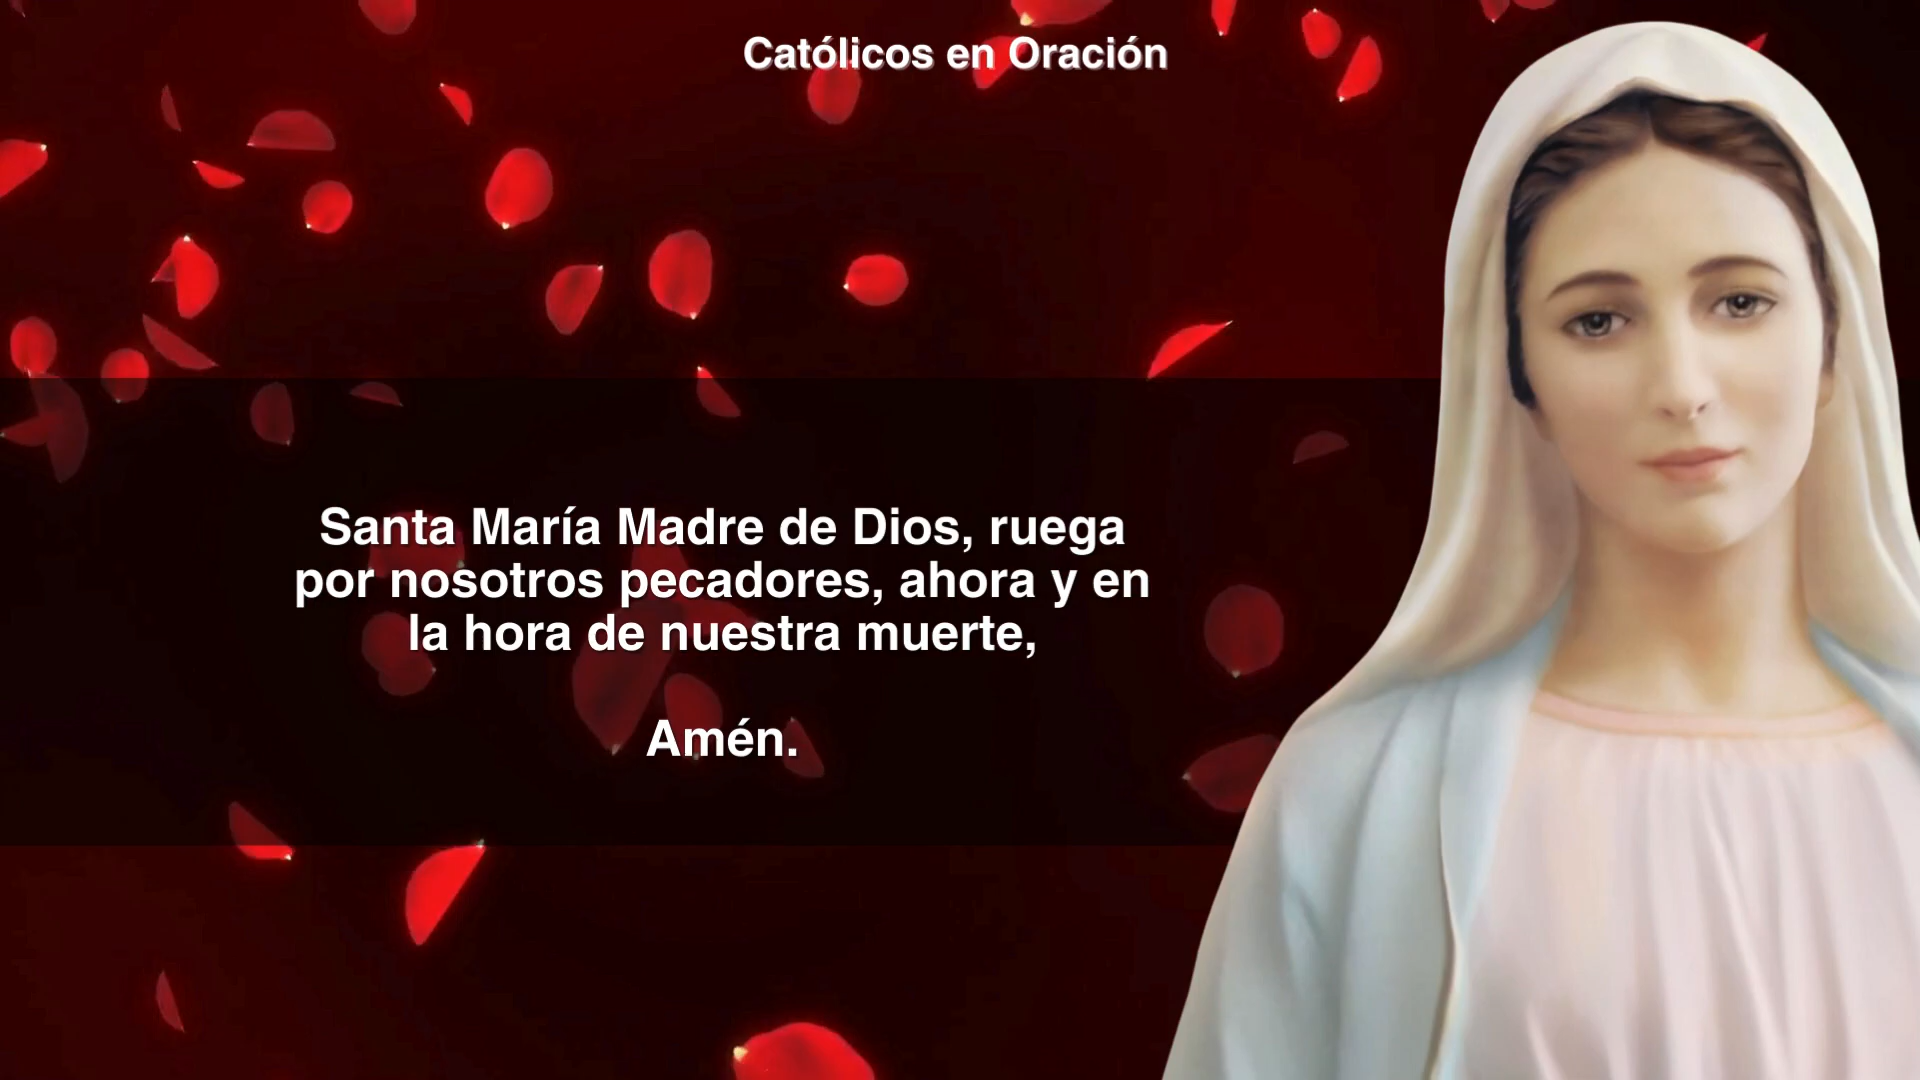 Católicos en Oración
Santa María Madre de Dios, ruega
por nosotros pecadores, ahora y en
la hora de nuestra muerte,
Amén.